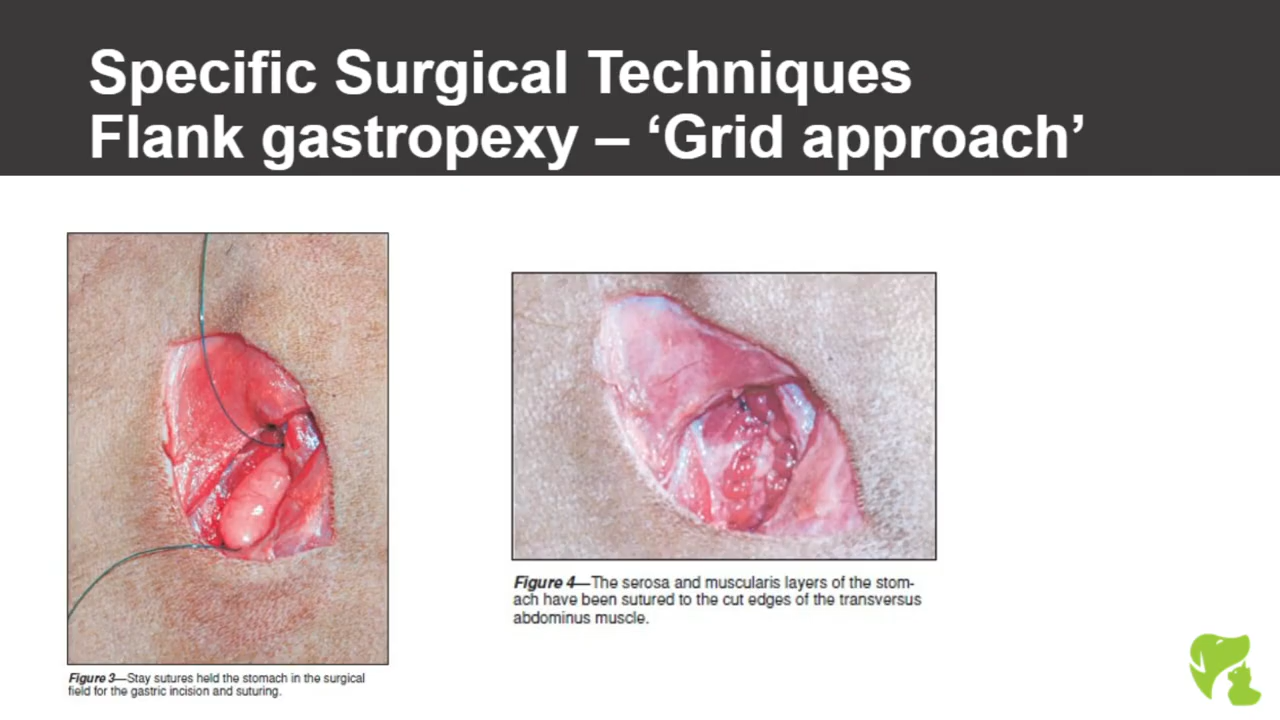 Specific Surgical Techniques
Flank gastropexy – ‘Grid approach’
Figure 3—Stay sutures held the stomach in the surgical
field for the gastric incision and suturing.
Figure 4—The serosa and muscularis layers of the stom-
ach have been sutured to the cut edges of the transversus
abdominus muscle.